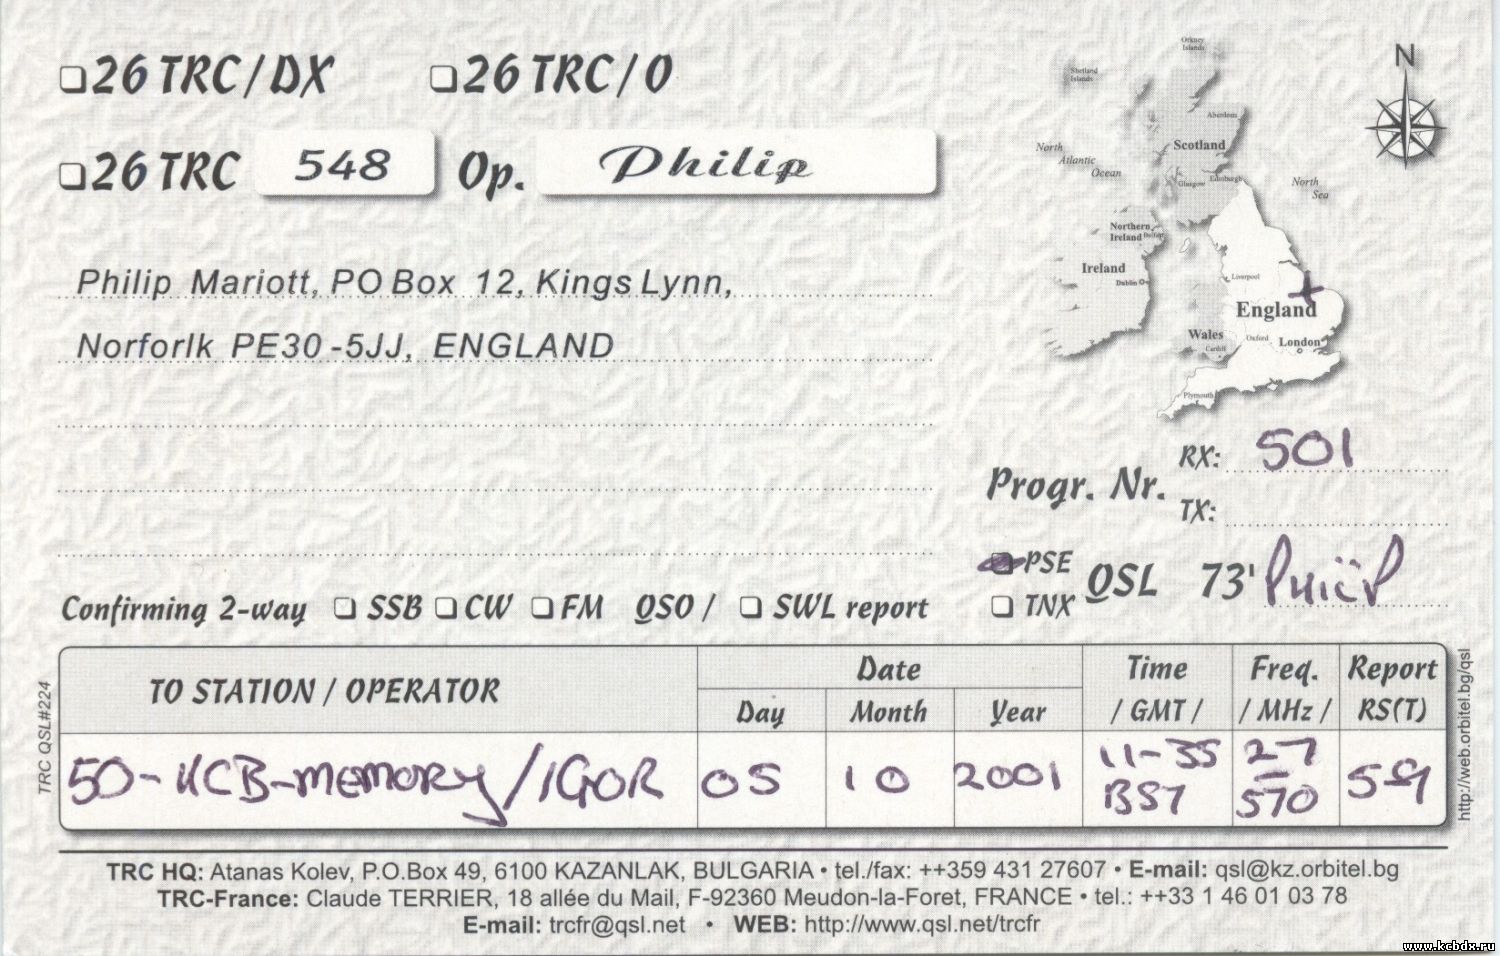 26 TRC/DX 26 TRC/O
26 TRC 548 Op. Philip
Philip Mariott, PO Box 12, Kings Lynn,
Norforlk PE30-5JJ, ENGLAND
Orkney
Islands
Shetland
Islands
N
Aberdeen
Scotland
North
Atlantic
Ocean
Glasgow Edinburgh
North
Sea
Northern
Ireland Belfast
Ireland
Dublin
Liverpool
England
Wales
Cardiff
Oxford
London
Plymouth
Progr. Nr.
RX: 501
TX:
PSE
TNX
QSL 73' Philip
Confirming 2-way SSB CW FM QSO / SWL report
TO STATION / OPERATOR
Date
Day Month Year
Time
/ GMT /
Freq.
/ MHz /
Report
RS(T)
50-KCB-MEMORY/IGOR 05 10 2001
11-35
BST
27
570
59
TRC QSL#224
http://web.orbitel.bg/qsl
TRC HQ: Atanas Kolev, P.O.Box 49, 6100 KAZANLAK, BULGARIA • tel./fax: ++359 431 27607 • E-mail: qsl@kz.orbitel.bg
TRC-France: Claude TERRIER, 18 allée du Mail, F-92360 Meudon-la-Foret, FRANCE • tel.: ++33 1 46 01 03 78
E-mail: trcfr@qsl.net • WEB: http://www.qsl.net/trcfr
www.kcbdx.ru